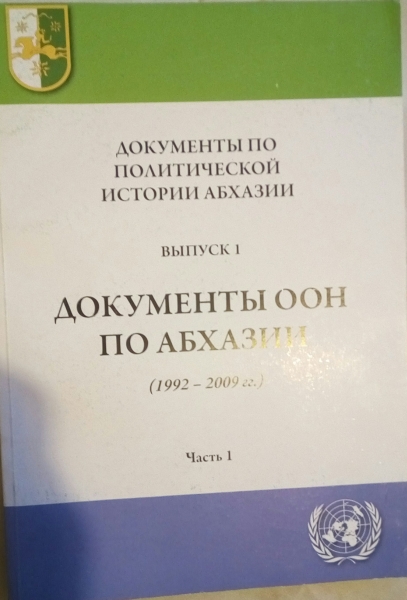 ДОКУМЕНТЫ ПО
ПОЛИТИЧЕСКОЙ
ИСТОРИИ АБХАЗИИ
ВЫПУСК 1
ДОКУМЕНТЫ ООН
ПО АБХАЗИИ
(1992 – 2009 гг.)
Часть 1